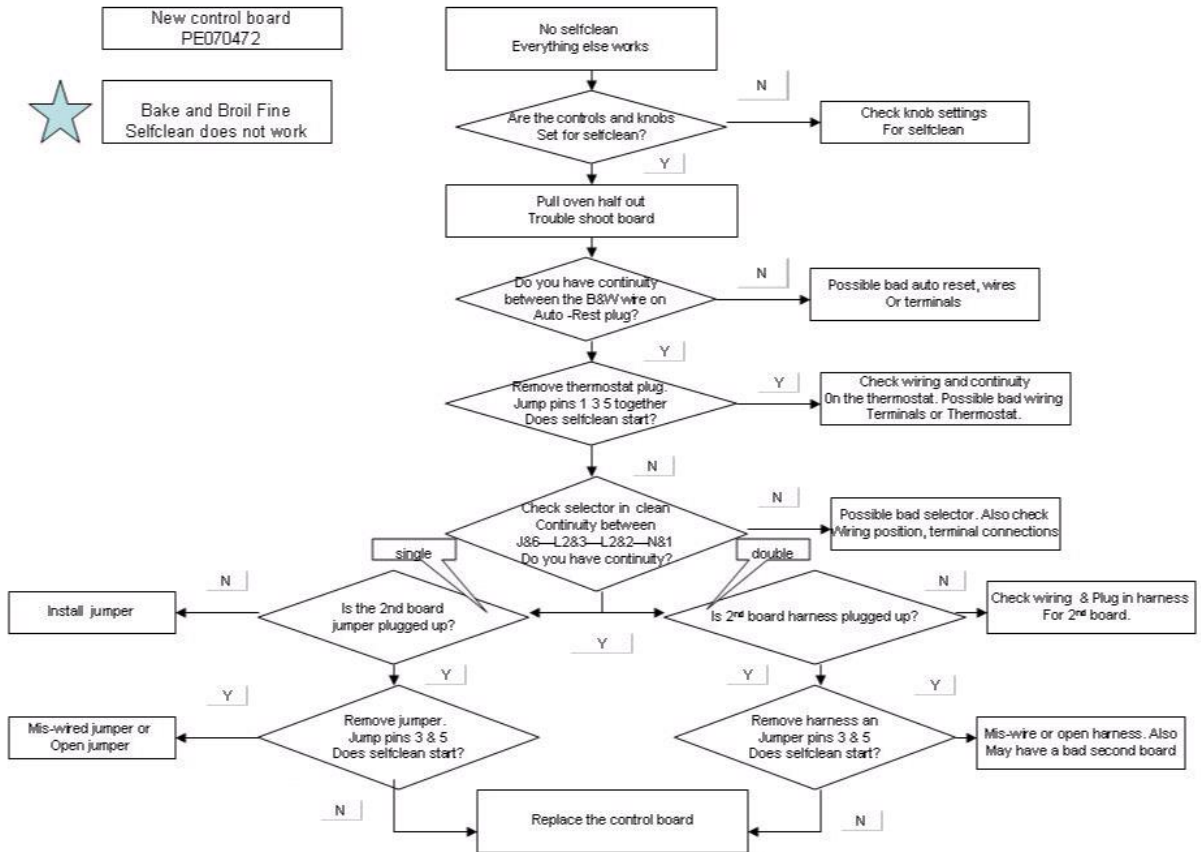 New control board
PE070472
Bake and Broil Fine
Selfclean does not work
No selfclean
Everything else works
Are the controls and knobs
Set for selfclean?
N
Check knob settings
For selfclean
Y
Pull oven half out
Trouble shoot board
Do you have continuity
between the B&W wire on
Auto -Rest plug?
N
Possible bad auto reset, wires
Or terminals
Y
Remove thermostat plug.
Jump pins 1 3 5 together
Does selfclean start?
Y
Check wiring and continuity
On the thermostat. Possible bad wiring
Terminals or Thermostat.
N
Check selector in clean
Continuity between
J&6—L2&3—L2&2—N&1
Do you have continuity?
N
Possible bad selector. Also check
Wiring position, terminal connections
single
double
Y
Is the 2nd board
jumper plugged up?
N
Install jumper
Y
Remove jumper.
Jump pins 3 & 5
Does selfclean start?
Y
Mis-wired jumper or
Open jumper
N
Is 2nd board harness plugged up?
N
Check wiring & Plug in harness
For 2nd board.
Y
Remove harness an
Jumper pins 3 & 5
Does selfclean start?
Y
Mis-wire or open harness. Also
May have a bad second board
N
Replace the control board